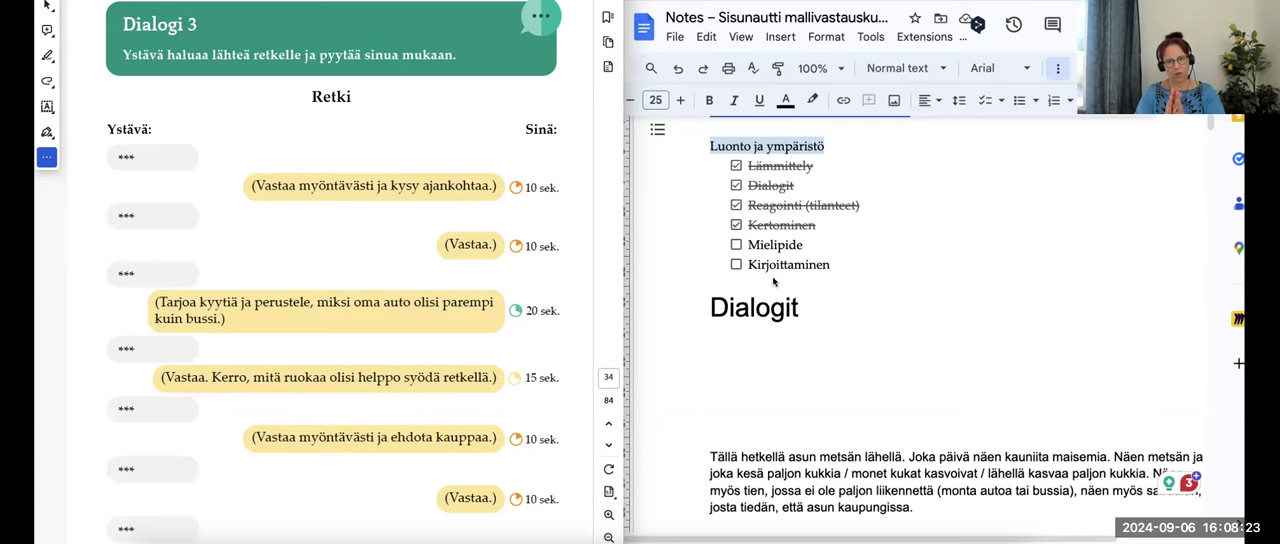 Dialogi 3
Ystävä haluaa lähteä retkelle ja pyytää sinua mukaan.
Retki
Ystävä:
Sinä:
***
(Vastaa myöntävästi ja kysy ajankohtaa.)
10 sek.
***
(Vastaa.)
10 sek.
***
(Tarjoa kyytiä ja perustele, miksi oma auto olisi parempi
kuin bussi.)
20 sek.
***
(Vastaa. Kerro, mitä ruokaa olisi helppo syödä retkellä.)
15 sek.
***
(Vastaa myöntävästi ja ehdota kauppaa.)
10 sek.
***
(Vastaa.)
10 sek.
***
34
84
Notes – Sisunautti mallivastausku...
File Edit View Insert Format Tools Extensions ...
100% Normal text Arial
25 B I U A
Luonto ja ympäristö
Lämmittely
Dialogit
Reagointi (tilanteet)
Kertominen
Mielipide
Kirjoittaminen
Dialogit
Tällä hetkellä asun metsän lähellä. Joka päivä näen kauniita maisemia. Näen metsän ja
joka kesä paljon kukkia / monet kukat kasvoivat / lähellä kasvaa paljon kukkia.
myös tien, jossa ei ole paljon liikennettä (monta autoa tai bussia), näen myös
josta tiedän, että asun kaupungissa.
3
2024-09-06 16:08:23